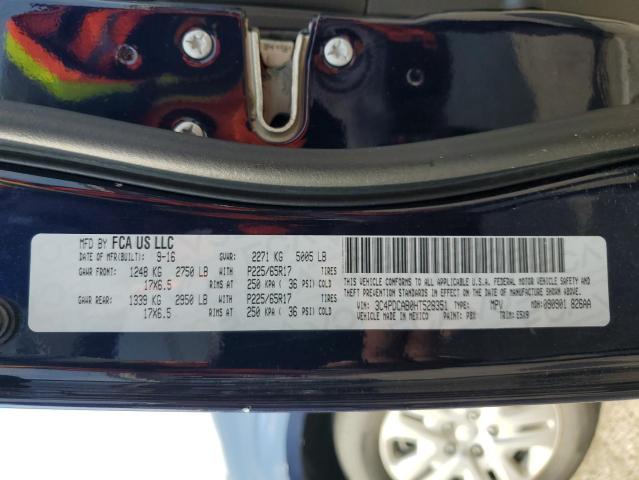 MFD BY FCA US LLC
DATE OF MFR(BUILT): 9-16 GVWR: 2271 KG 5005 LB
GAWR FRONT: 1248 KG 2750 LB WITH P225/65R17 TIRES
17X6.5 RIMS AT 250 KPA ( 36 PSI) COLD
GAWR REAR: 1339 KG 2950 LB WITH P225/65R17 TIRES
17X6.5 RIMS AT 250 KPA ( 36 PSI) COLD
THIS VEHICLE CONFORMS TO ALL APPLICABLE U.S.A. FEDERAL MOTOR VEHICLE SAFETY
STANDARDS IN EFFECT ON THE DATE OF MANUFACTURE SHOWN ABOVE.
VIN: 3C4PDCAB0HT528351 TYPE: MPV MDH: 090901 826AA
VEHICLE MADE IN MEXICO PAINT: PBX TRIM: E5X9